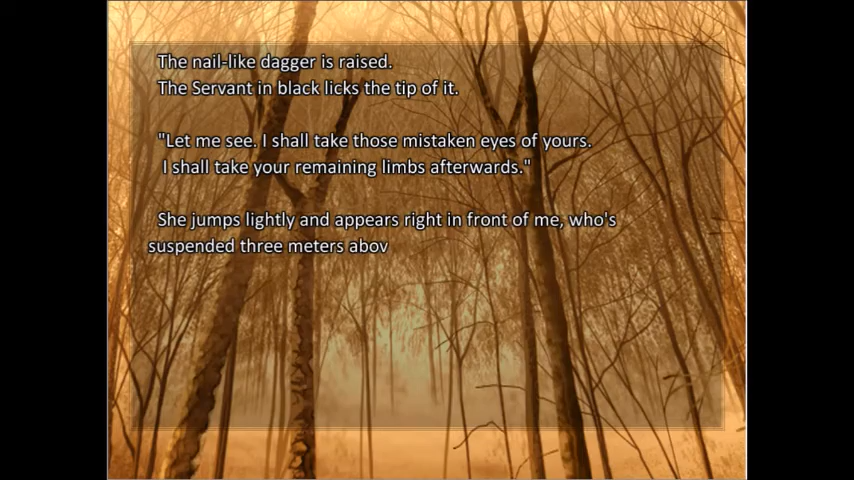 The nail-like dagger is raised.
The Servant in black licks the tip of it.
"Let me see. I shall take those mistaken eyes of yours.
I shall take your remaining limbs afterwards."
She jumps lightly and appears right in front of me, who's
suspended three meters abov